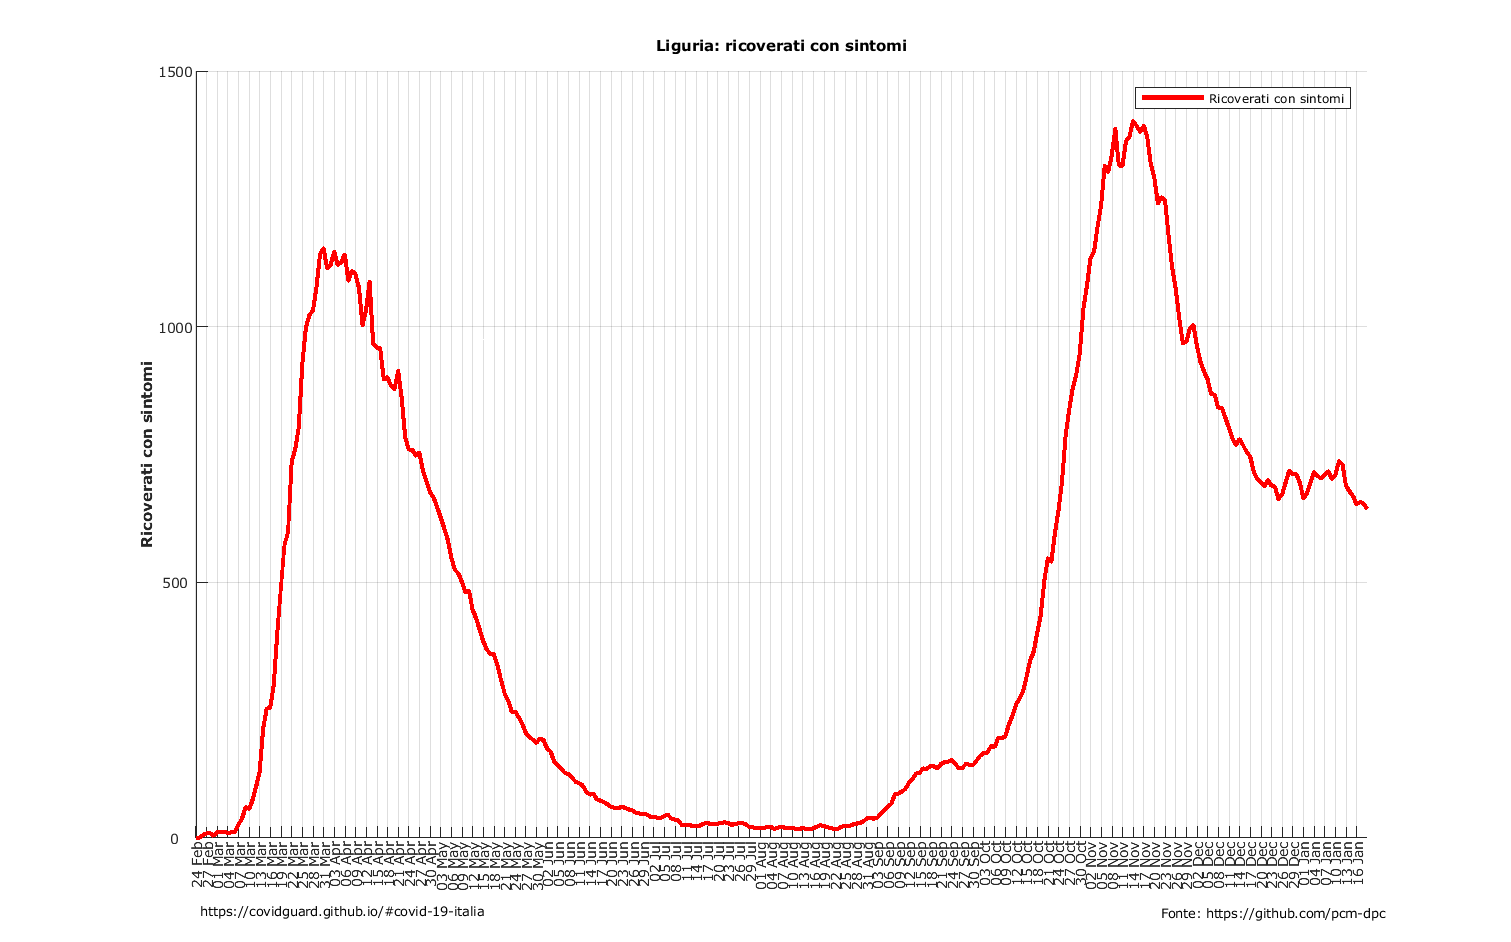 Liguria: ricoverati con sintomi
Ricoverati con sintomi
Ricoverati con sintomi
1500
1000
500
0
24 Feb
27 Feb
01 Mar
04 Mar
07 Mar
10 Mar
13 Mar
16 Mar
19 Mar
22 Mar
25 Mar
28 Mar
31 Mar
03 Apr
06 Apr
09 Apr
12 Apr
15 Apr
18 Apr
21 Apr
24 Apr
27 Apr
30 Apr
03 May
06 May
09 May
12 May
15 May
18 May
21 May
24 May
27 May
30 May
02 Jun
05 Jun
08 Jun
11 Jun
14 Jun
17 Jun
20 Jun
23 Jun
26 Jun
29 Jun
02 Jul
05 Jul
08 Jul
11 Jul
14 Jul
17 Jul
20 Jul
23 Jul
26 Jul
29 Jul
01 Aug
04 Aug
07 Aug
10 Aug
13 Aug
16 Aug
19 Aug
22 Aug
25 Aug
28 Aug
31 Aug
03 Sep
06 Sep
09 Sep
12 Sep
15 Sep
18 Sep
21 Sep
24 Sep
27 Sep
30 Sep
03 Oct
06 Oct
09 Oct
12 Oct
15 Oct
18 Oct
21 Oct
24 Oct
27 Oct
30 Oct
02 Nov
05 Nov
08 Nov
11 Nov
14 Nov
17 Nov
20 Nov
23 Nov
26 Nov
29 Nov
02 Dec
05 Dec
08 Dec
11 Dec
14 Dec
17 Dec
20 Dec
23 Dec
26 Dec
29 Dec
01 Jan
04 Jan
07 Jan
10 Jan
13 Jan
16 Jan
https://covidguard.github.io/#covid-19-italia
Fonte: https://github.com/pcm-dpc